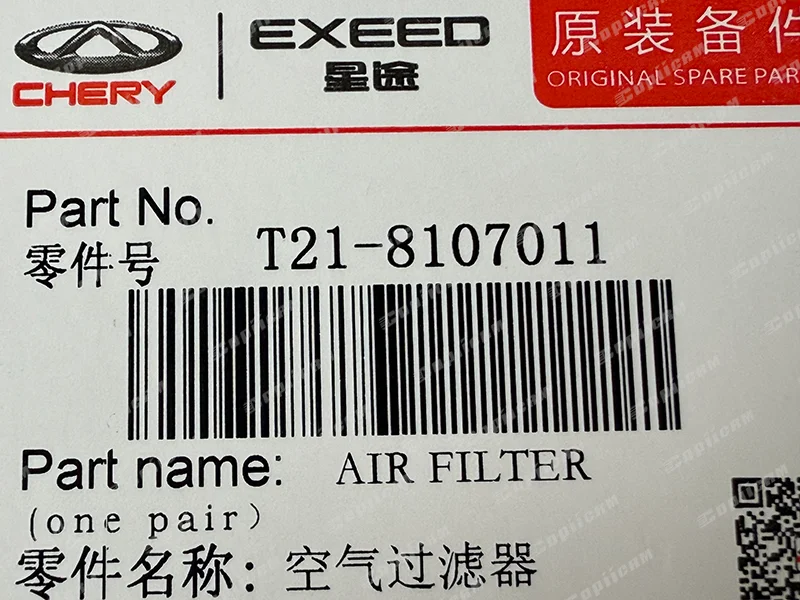 CHERY
EXEED
星途
原装备件
ORIGINAL SPARE PAR
Part No.
零件号
T21-8107011
Part name:
AIR FILTER
(one pair)
零件名称: 空气过滤器
Copiicam